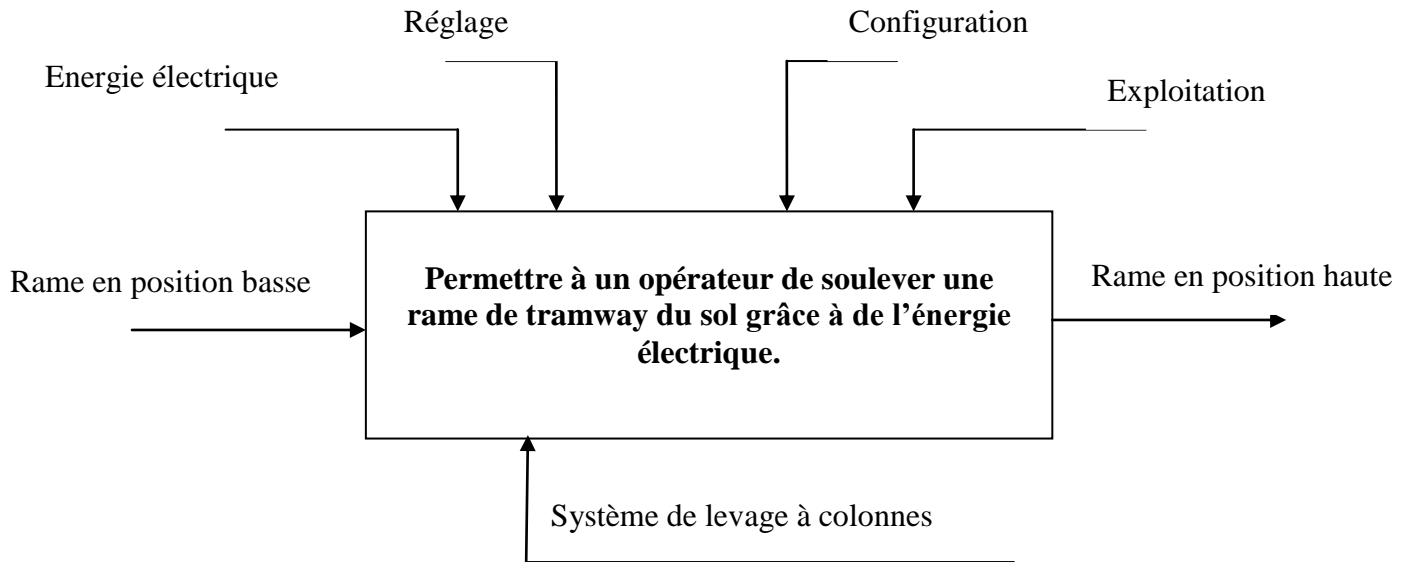 Réglage
Configuration
Energie électrique
Exploitation
Rame en position basse
Permettre à un opérateur de soulever une
rame de tramway du sol grâce à de l’énergie
électrique.
Rame en position haute
Système de levage à colonnes